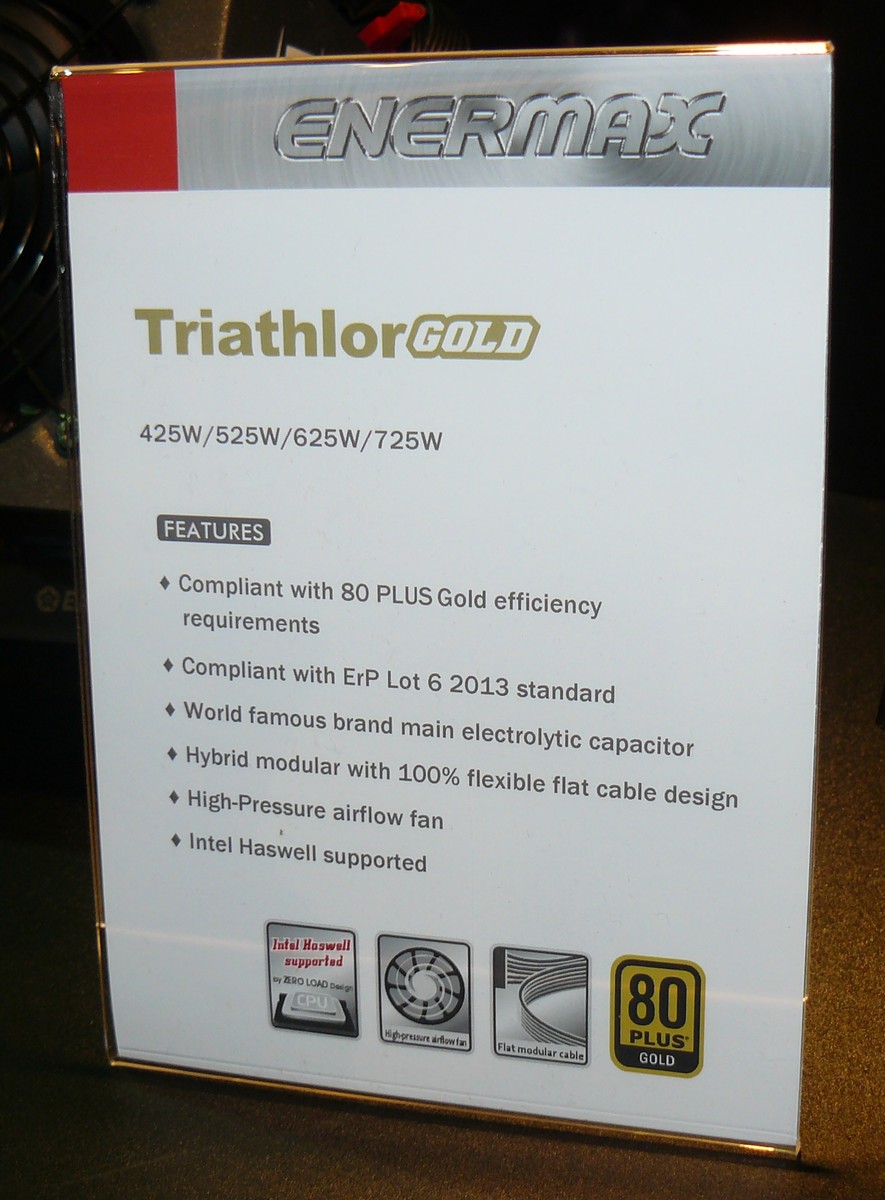 ENERMAX
Triathlor GOLD
425W/525W/625W/725W
FEATURES
♦ Compliant with 80 PLUS Gold efficiency
requirements
♦ Compliant with ErP Lot 6 2013 standard
♦ World famous brand main electrolytic capacitor
♦ Hybrid modular with 100% flexible flat cable design
♦ High-Pressure airflow fan
♦ Intel Haswell supported
Intel Haswell
supported
by ZERO LOAD Design
CPU
High-pressure airflow fan
Flat modular cable
80
PLUS®
GOLD